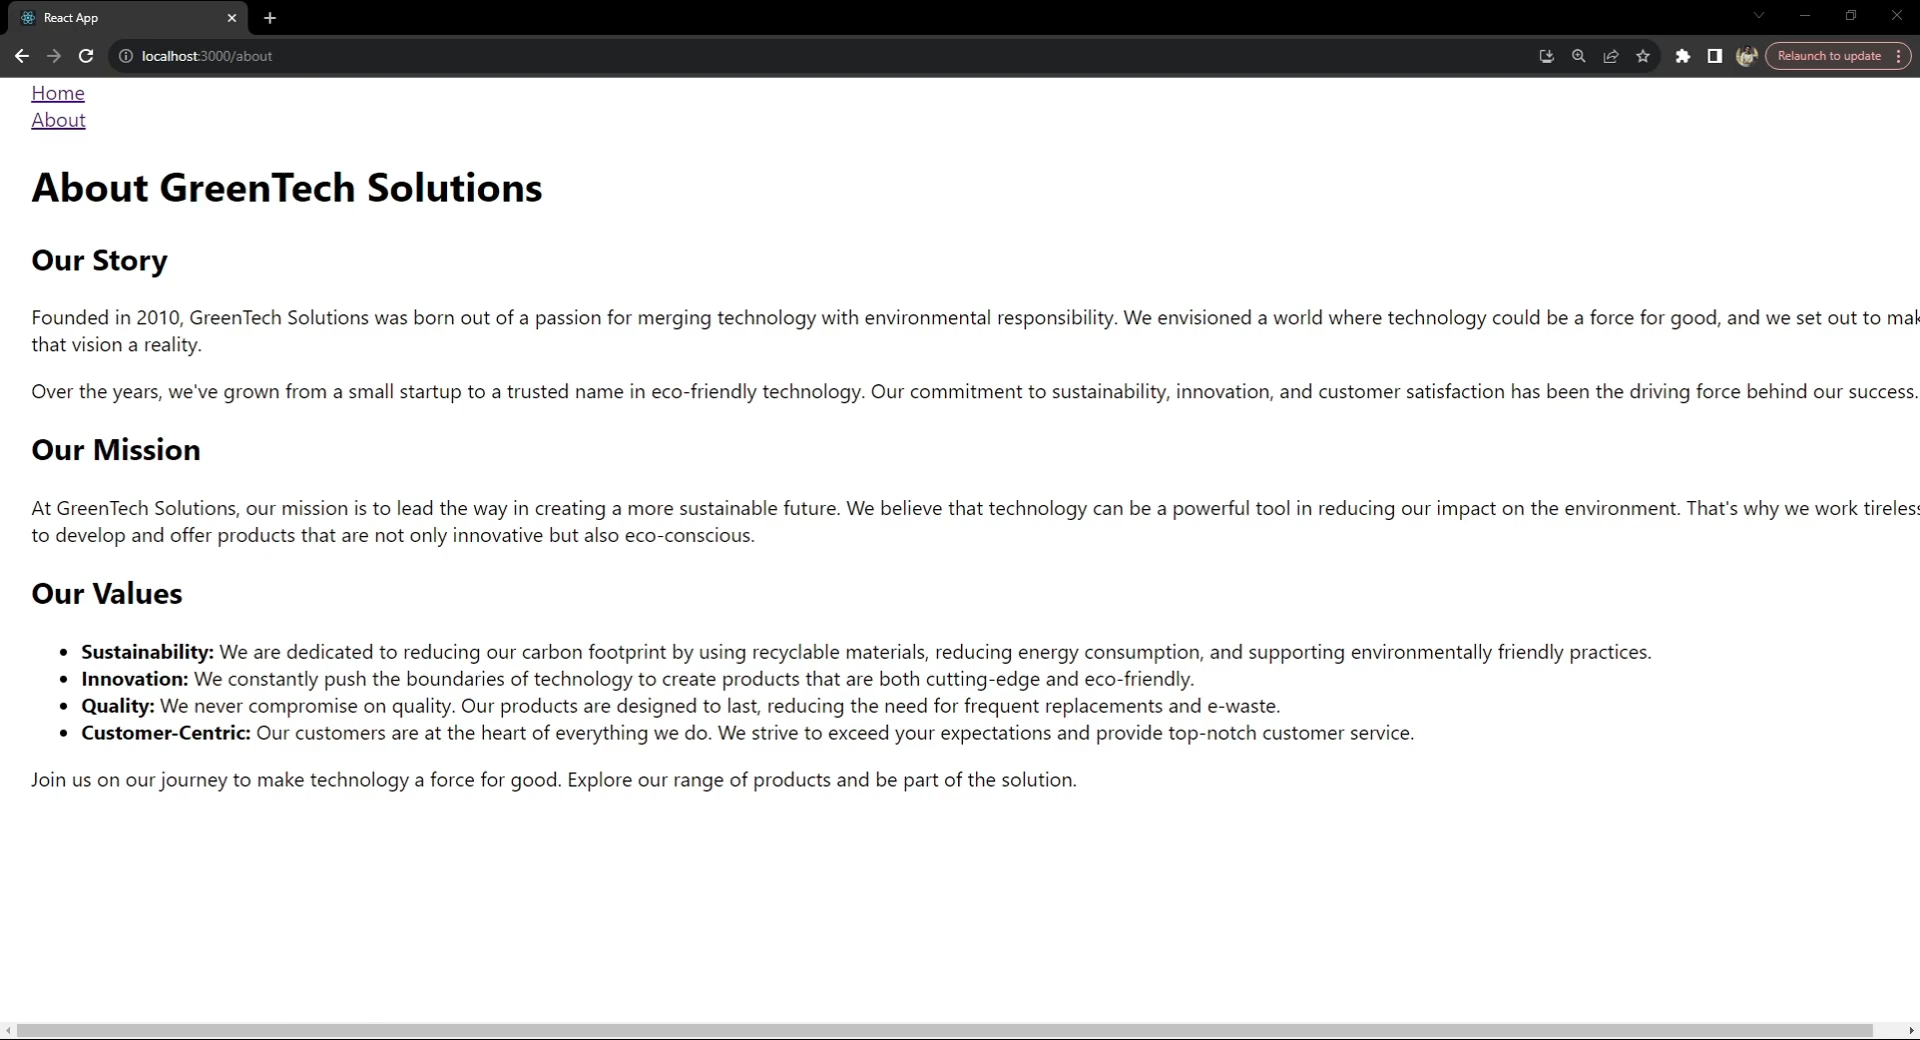 React App
localhost:3000/about
Relaunch to update
Home
About
About GreenTech Solutions
Our Story
Founded in 2010, GreenTech Solutions was born out of a passion for merging technology with environmental responsibility. We envisioned a world where technology could be a force for good, and we set out to mak
that vision a reality.
Over the years, we've grown from a small startup to a trusted name in eco-friendly technology. Our commitment to sustainability, innovation, and customer satisfaction has been the driving force behind our success.
Our Mission
At GreenTech Solutions, our mission is to lead the way in creating a more sustainable future. We believe that technology can be a powerful tool in reducing our impact on the environment. That's why we work tireless
to develop and offer products that are not only innovative but also eco-conscious.
Our Values
• Sustainability: We are dedicated to reducing our carbon footprint by using recyclable materials, reducing energy consumption, and supporting environmentally friendly practices.
• Innovation: We constantly push the boundaries of technology to create products that are both cutting-edge and eco-friendly.
• Quality: We never compromise on quality. Our products are designed to last, reducing the need for frequent replacements and e-waste.
• Customer-Centric: Our customers are at the heart of everything we do. We strive to exceed your expectations and provide top-notch customer service.
Join us on our journey to make technology a force for good. Explore our range of products and be part of the solution.